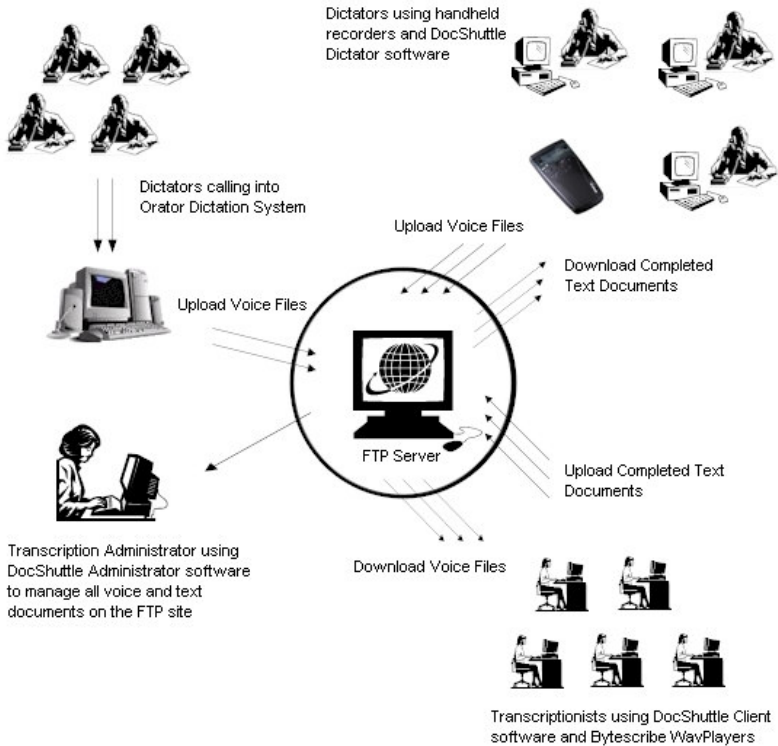 Dictators using handheld
recorders and DocShuttle
Dictator software
Dictators calling into
Orator Dictation System
Upload Voice Files
Download Completed
Text Documents
Upload Voice Files
FTP Server
Upload Completed Text
Documents
Transcription Administrator using
DocShuttle Administrator software
to manage all voice and text
documents on the FTP site
Download Voice Files
Transcriptionists using DocShuttle Client
software and Bytescribe WavPlayers